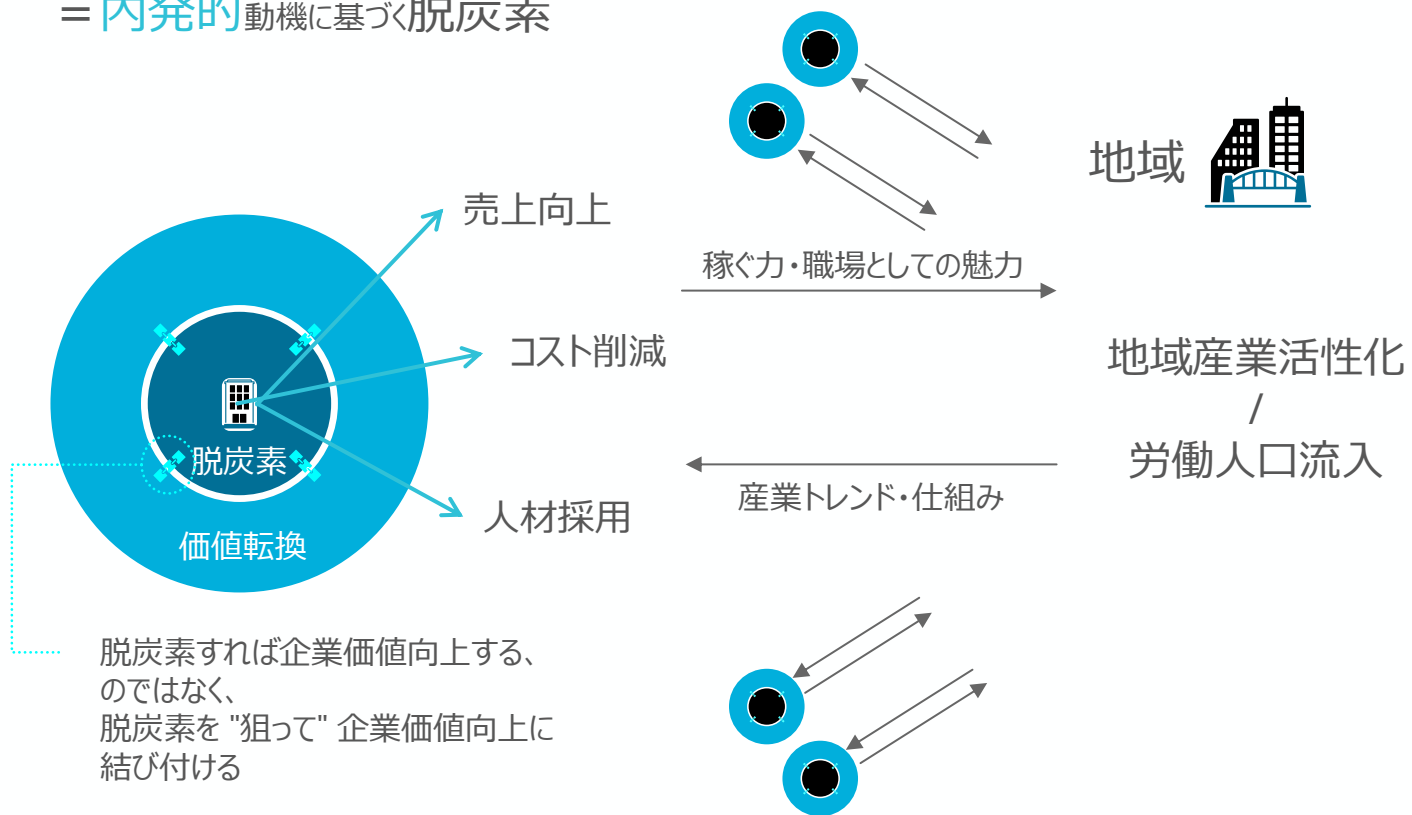 ＝内発的動機に基づく脱炭素
地域
売上向上
稼ぐ力・職場としての魅力
コスト削減
地域産業活性化
/
労働人口流入
脱炭素
産業トレンド・仕組み
人材採用
価値転換
脱炭素すれば企業価値向上する、
のではなく、
脱炭素を "狙って" 企業価値向上に
結び付ける